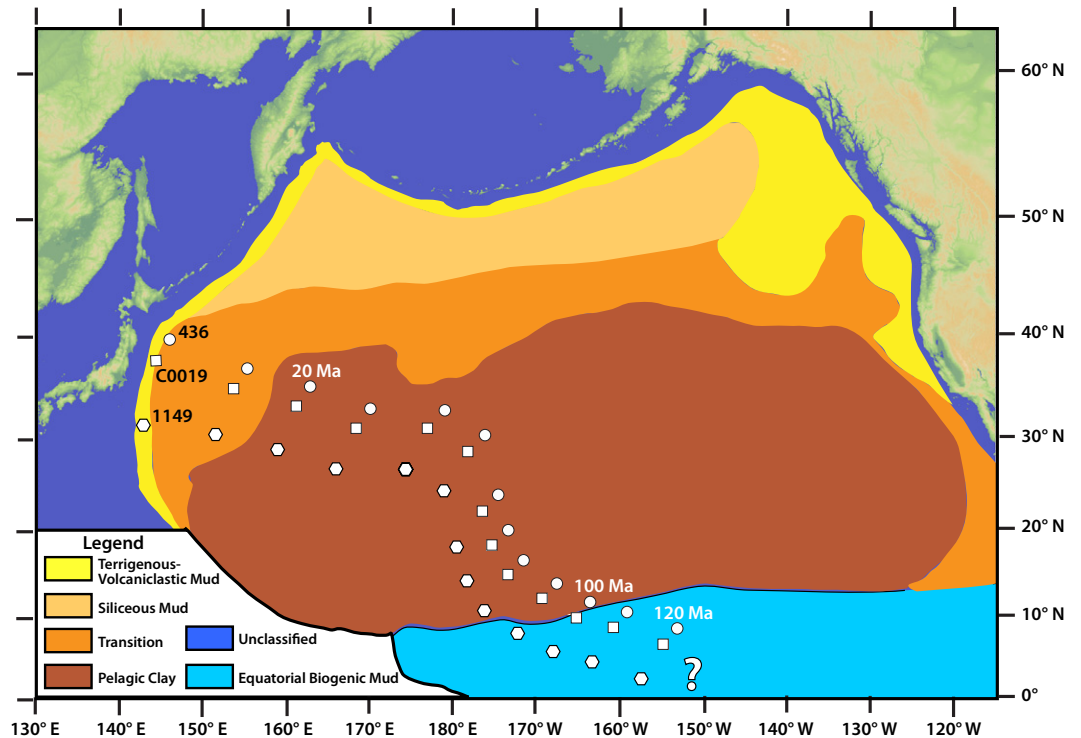 60° N
50° N
436
40° N
C0019
20 Ma
1149
30° N
20° N
Legend
Terrigenous-
Volcaniclastic Mud
Siliceous Mud
100 Ma
10° N
120 Ma
Transition
Unclassified
Pelagic Clay
Equatorial Biogenic Mud
?
0°
130° E
140° E
150° E
160° E
170° E
180° E
170° W
160° W
150° W
140° W
130° W
120° W